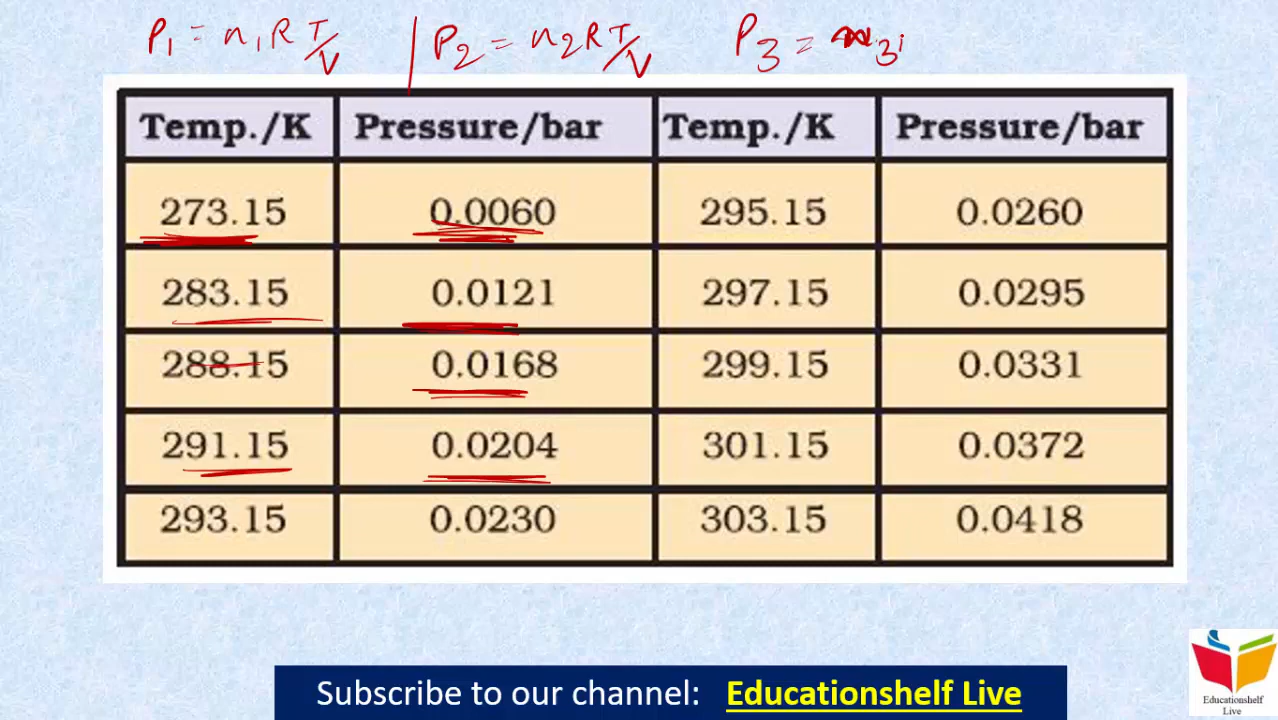 P1 = n1RT/V | P2 = n2RT/V P3 = n3
Temp./K Pressure/bar Temp./K Pressure/bar
273.15 0.0060 295.15 0.0260
283.15 0.0121 297.15 0.0295
288.15 0.0168 299.15 0.0331
291.15 0.0204 301.15 0.0372
293.15 0.0230 303.15 0.0418
Subscribe to our channel: Educationshelf Live
Educationshelf
Live